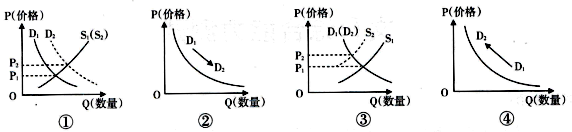 P(价格) D₁ D₂ S₁(S₂) P₂ P₁ O Q(数量) ①
P(价格) D₁ D₂ O Q(数量) ②
P(价格) D₁(D₂) S₂ S₁ P₂ P₁ O Q(数量) ③
P(价格) D₂ D₁ O Q(数量) ④